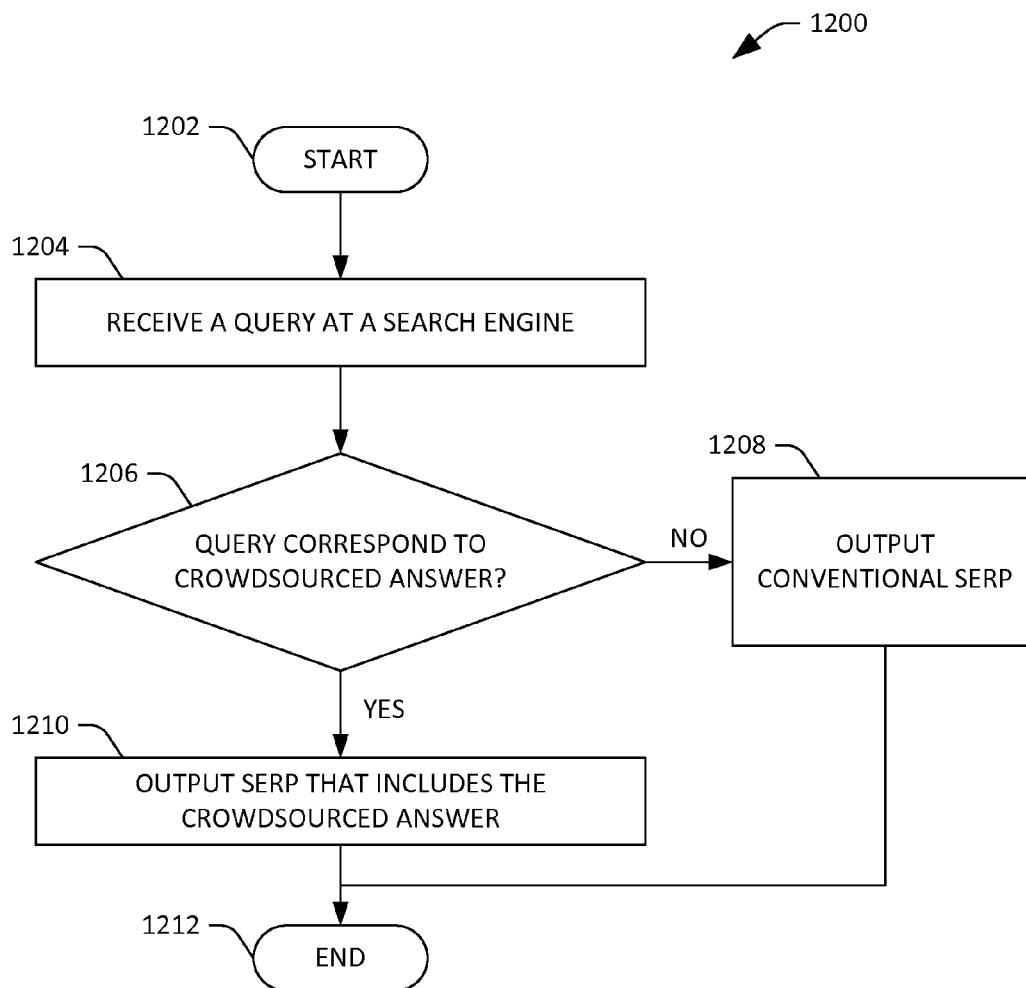 1200
1202
START
1204
RECEIVE A QUERY AT A SEARCH ENGINE
1206
QUERY CORRESPOND TO
CROWDSOURCED ANSWER?
NO
1208
OUTPUT
CONVENTIONAL SERP
YES
1210
OUTPUT SERP THAT INCLUDES THE
CROWDSOURCED ANSWER
1212
END